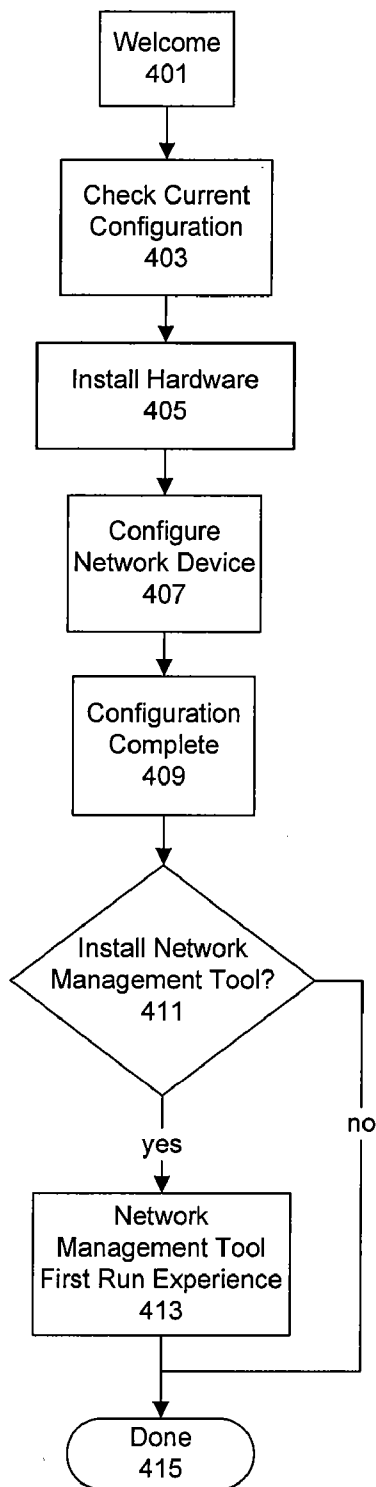 Welcome
401
Check Current
Configuration
403
Install Hardware
405
Configure
Network Device
407
Configuration
Complete
409
Install Network
Management Tool?
411
yes
no
Network
Management Tool
First Run Experience
413
Done
415